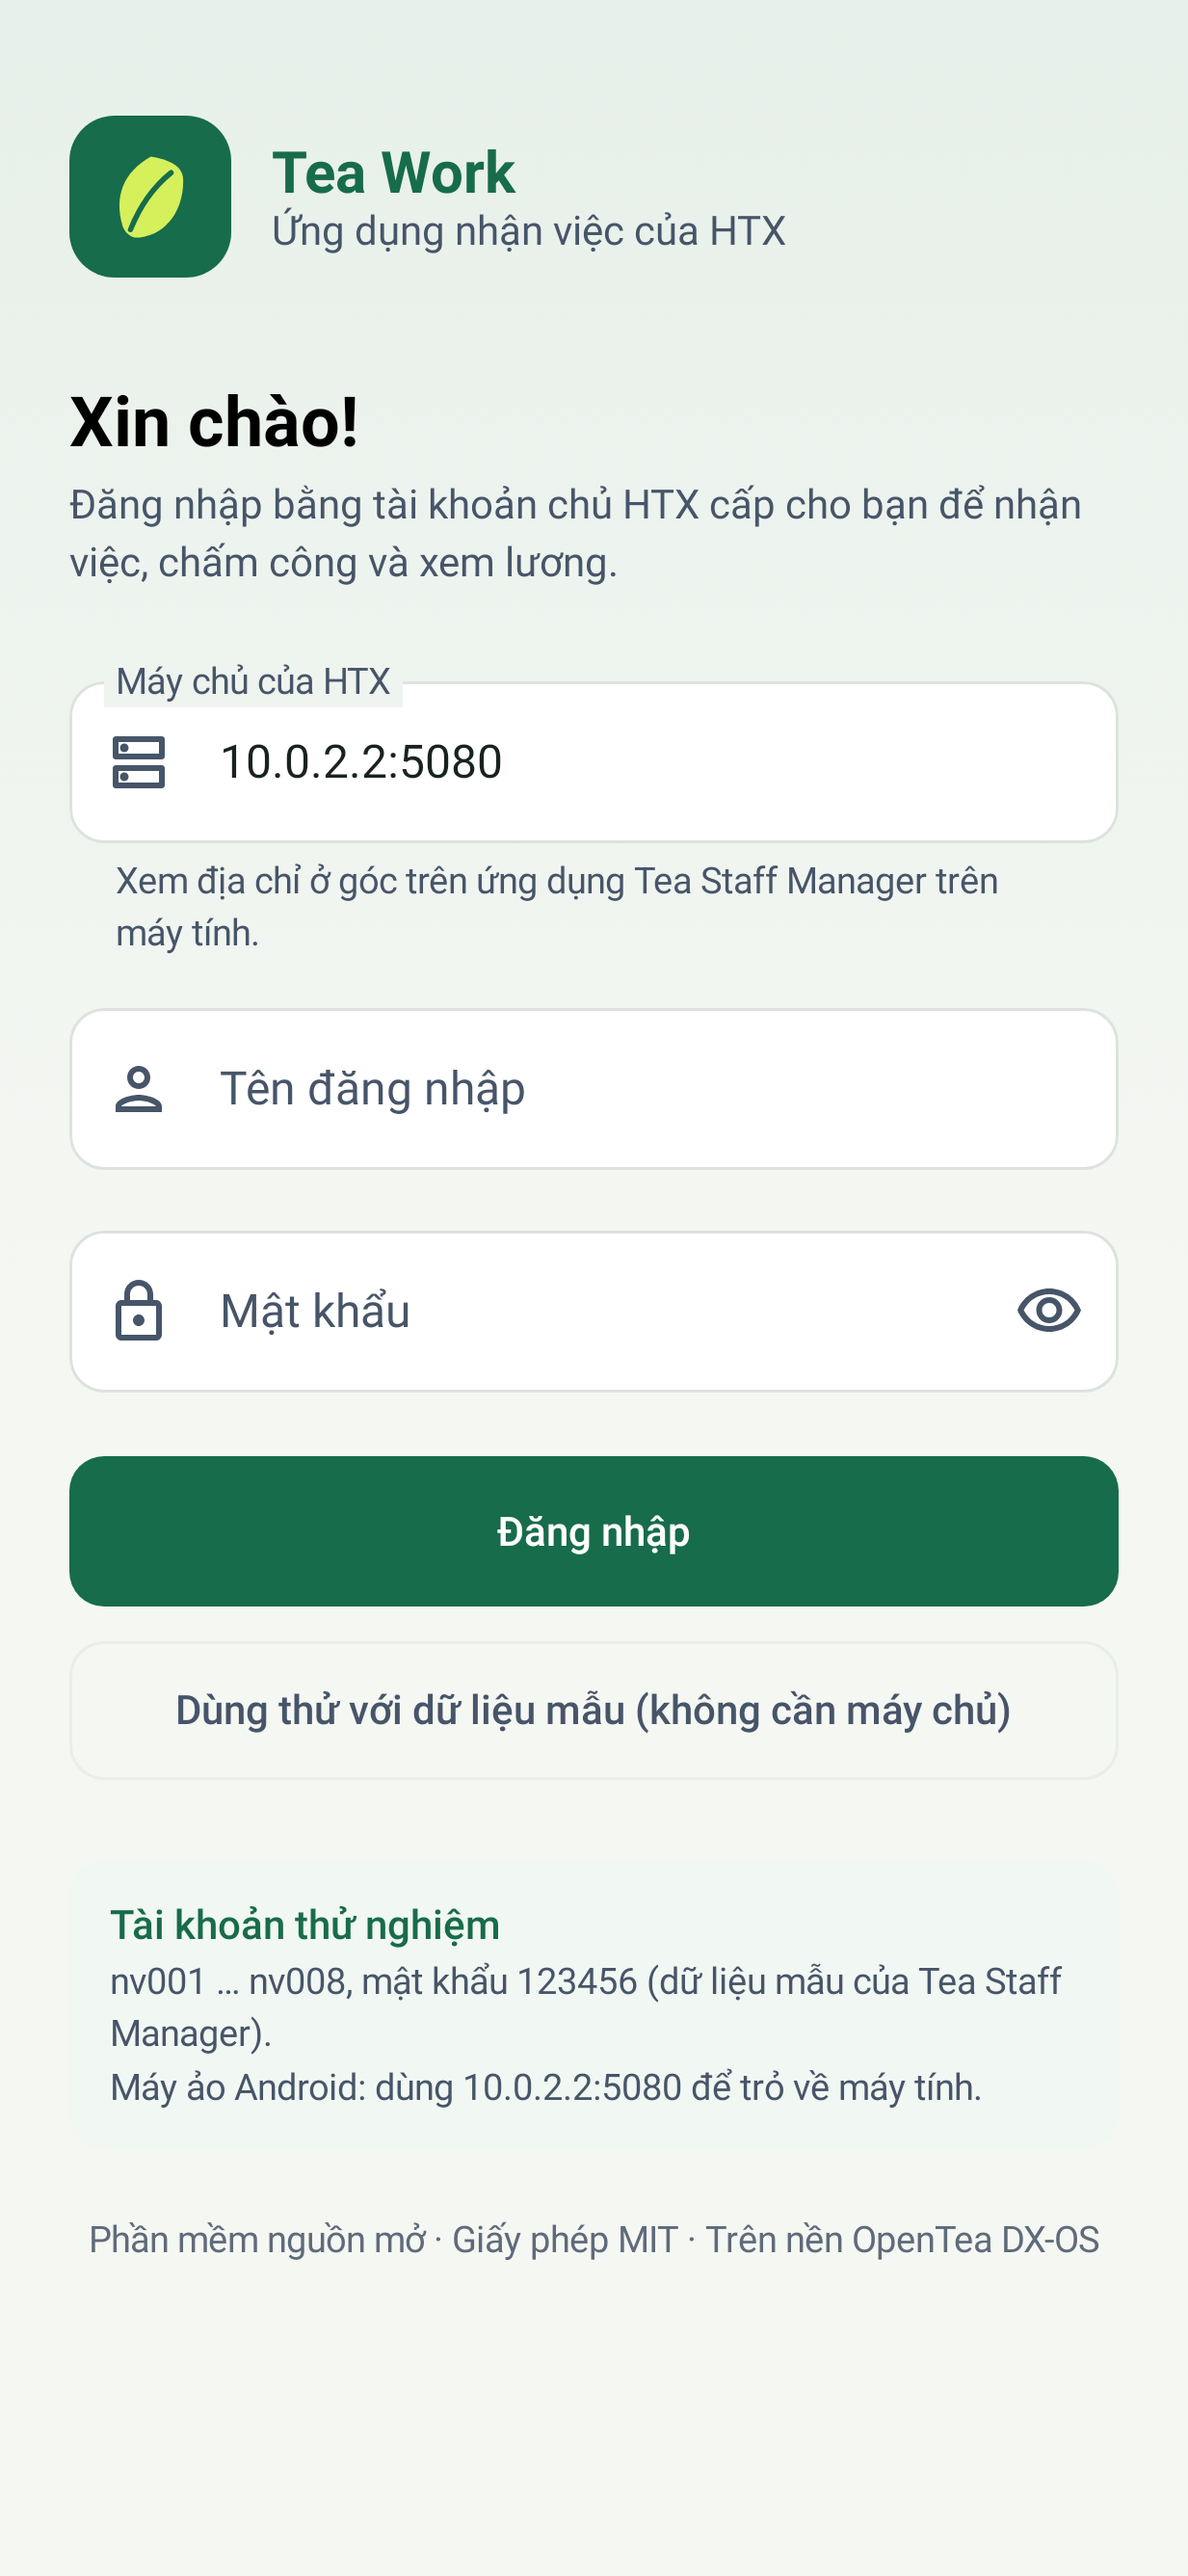 Tea Work
Ứng dụng nhận việc của HTX
Xin chào!
Đăng nhập bằng tài khoản chủ HTX cấp cho bạn để nhận
việc, chấm công và xem lương.
Máy chủ của HTX
10.0.2.2:5080
Xem địa chỉ ở góc trên ứng dụng Tea Staff Manager trên
máy tính.
Tên đăng nhập
Mật khẩu
Đăng nhập
Dùng thử với dữ liệu mẫu (không cần máy chủ)
Tài khoản thử nghiệm
nv001 … nv008, mật khẩu 123456 (dữ liệu mẫu của Tea Staff
Manager).
Máy ảo Android: dùng 10.0.2.2:5080 để trỏ về máy tính.
Phần mềm nguồn mở · Giấy phép MIT · Trên nền OpenTea DX-OS